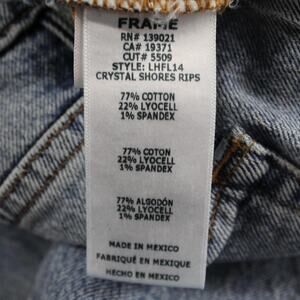 FRAME
RN# 139021
CA# 19371
CUT# 5509
STYLE: LHFL14
CRYSTAL SHORES RIPS
77% COTTON
22% LYOCELL
1% SPANDEX
77% COTON
22% LYOCELL
1% SPANDEX
77% ALGODÓN
22% LYOCELL
1% SPANDEX
MADE IN MEXICO
FABRIQUÉ EN MEXIQUE
HECHO EN MEXICO